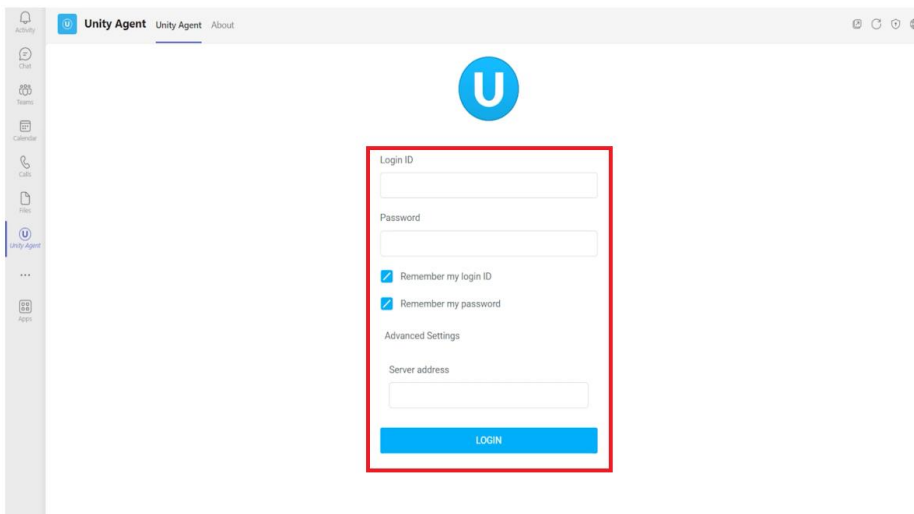 Activity
Chat
Teams
Calendar
Calls
Files
Unity Agent
Apps
U Unity Agent Unity Agent About
U
Login ID
Password
Remember my login ID
Remember my password
Advanced Settings
Server address
LOGIN